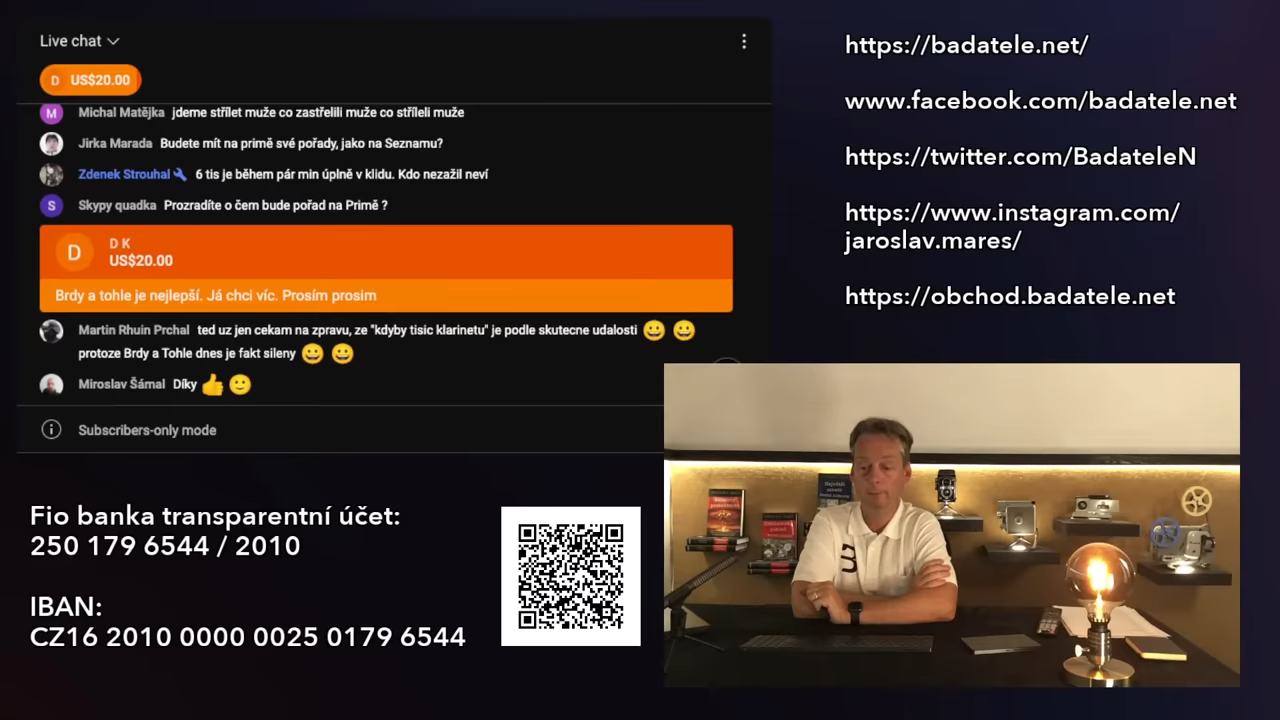 Live chat
D US$20.00
M Michal Matějka jdeme střílet muže co zastřelili muže co stříleli muže
Jirka Marada Budete mít na primě své pořady, jako na Seznamu?
Zdenek Strouhal 6 tis je během pár min úplně v klidu. Kdo nezažil neví
S Skypy quadka Prozradíte o čem bude pořad na Primě ?
D D K
US$20.00
Brdy a tohle je nejlepší. Já chci víc. Prosím prosim
Martin Rhuin Prchal ted uz jen cekam na zpravu, ze "kdyby tisic klarinetu" je podle skutecne udalosti 😀 😀
protoze Brdy a Tohle dnes je fakt sileny 😀 😀
Miroslav Šámal Díky 👍 🙂
Subscribers-only mode
https://badatele.net/
www.facebook.com/badatele.net
https://twitter.com/BadateleN
https://www.instagram.com/
jaroslav.mares/
https://obchod.badatele.net
Fio banka transparentní účet:
250 179 6544 / 2010
IBAN:
CZ16 2010 0000 0025 0179 6544